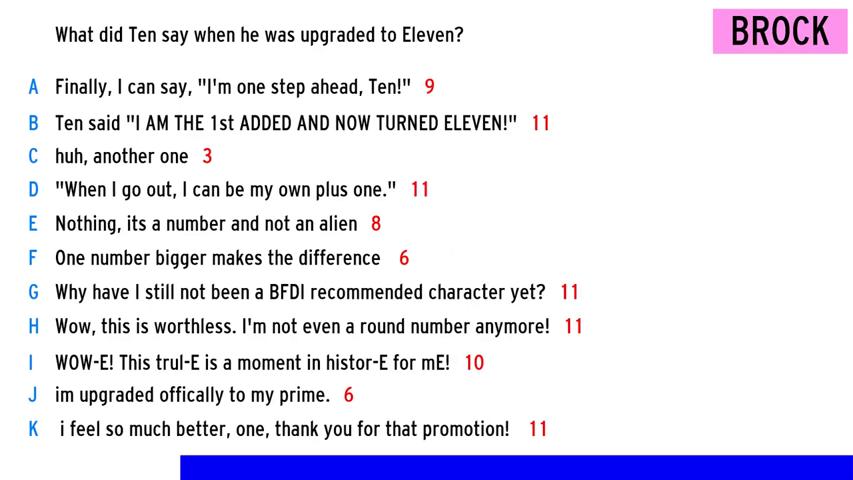 What did Ten say when he was upgraded to Eleven?
BROCK
A Finally, I can say, "I'm one step ahead, Ten!" 9
B Ten said "I AM THE 1st ADDED AND NOW TURNED ELEVEN!" 11
C huh, another one 3
D "When I go out, I can be my own plus one." 11
E Nothing, its a number and not an alien 8
F One number bigger makes the difference 6
G Why have I still not been a BFDI recommended character yet? 11
H Wow, this is worthless. I'm not even a round number anymore! 11
I WOW-E! This trul-E is a moment in histor-E for mE! 10
J im upgraded offically to my prime. 6
K i feel so much better, one, thank you for that promotion! 11